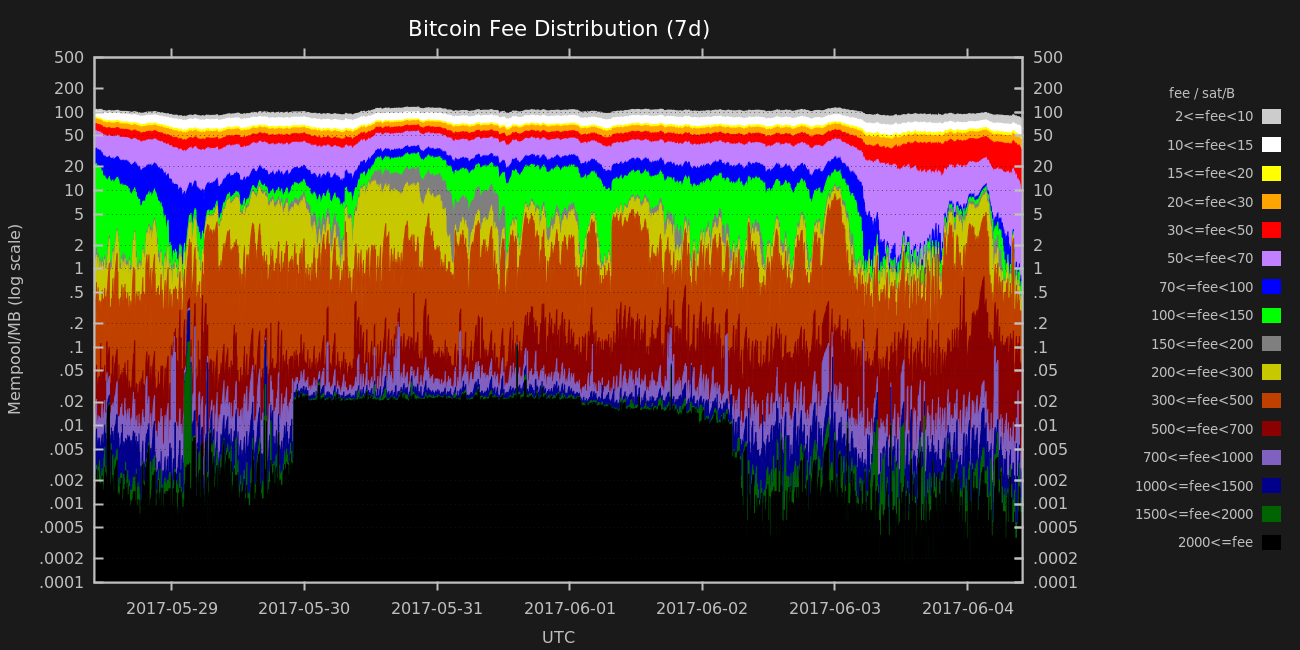 Bitcoin Fee Distribution (7d)
500
200
100
50
20
10
5
2
1
.5
.2
.1
.05
.02
.01
.005
.002
.001
.0005
.0002
.0001
Mempool/MB (log scale)
500
200
100
50
20
10
5
2
1
.5
.2
.1
.05
.02
.01
.005
.002
.001
.0005
.0002
.0001
2017-05-29
2017-05-30
2017-05-31
2017-06-01
2017-06-02
2017-06-03
2017-06-04
UTC
fee / sat/B
2<=fee<10
10<=fee<15
15<=fee<20
20<=fee<30
30<=fee<50
50<=fee<70
70<=fee<100
100<=fee<150
150<=fee<200
200<=fee<300
300<=fee<500
500<=fee<700
700<=fee<1000
1000<=fee<1500
1500<=fee<2000
2000<=fee